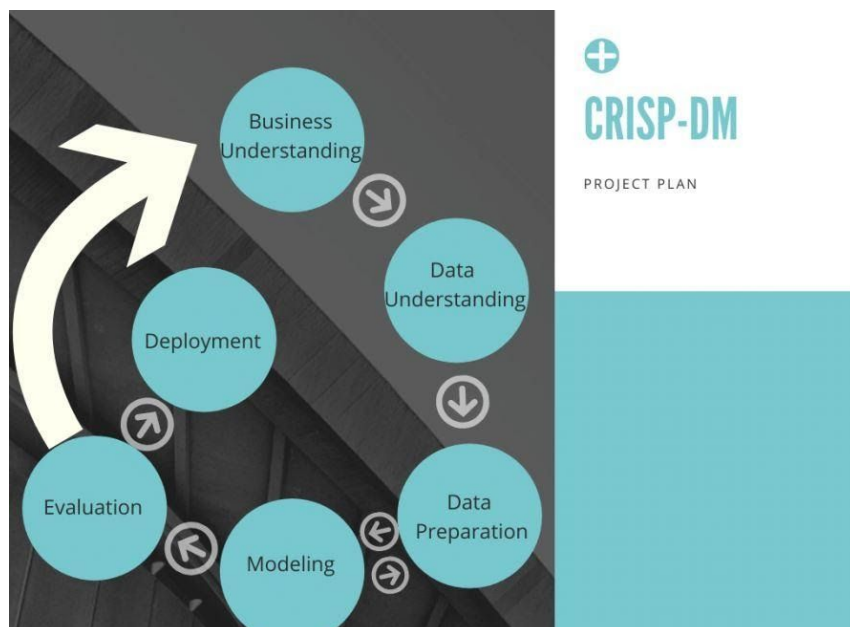 CRISP-DM
PROJECT PLAN
Business
Understanding
Data
Understanding
Data
Preparation
Modeling
Evaluation
Deployment